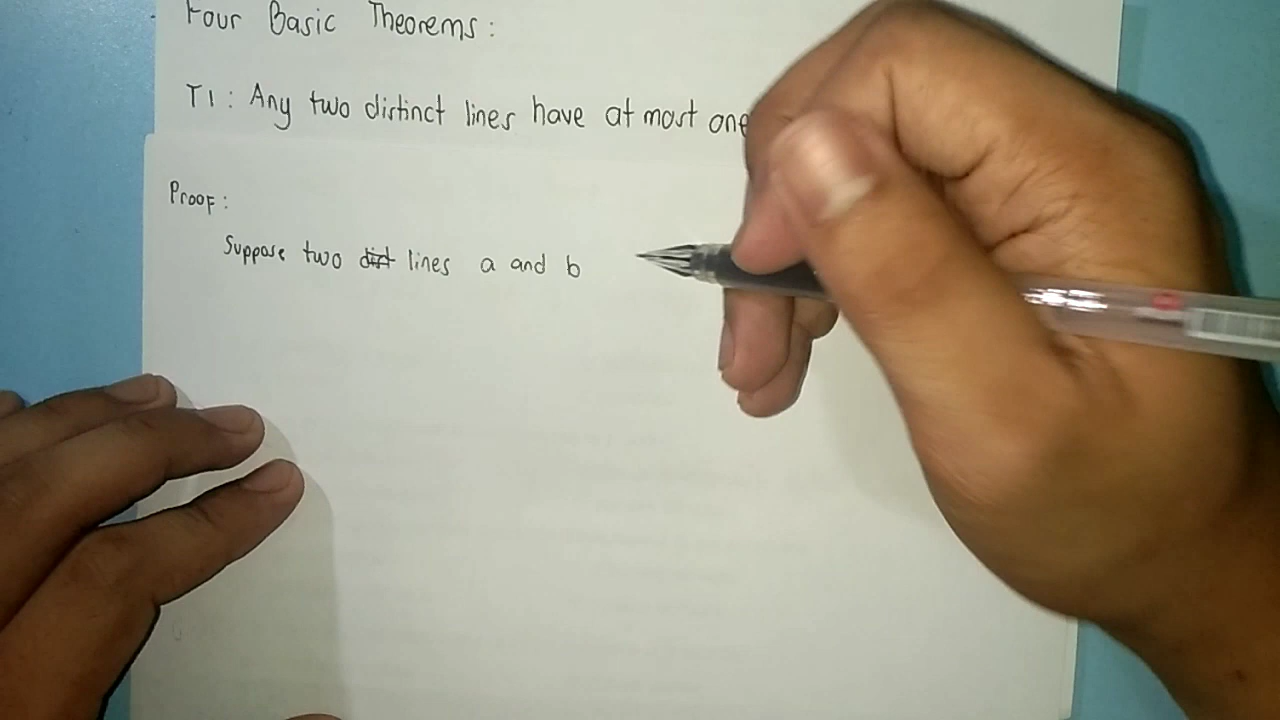 Four Basic Theorems:
T1: Any two distinct lines have at most one
Proof:
Suppose two lines a and b